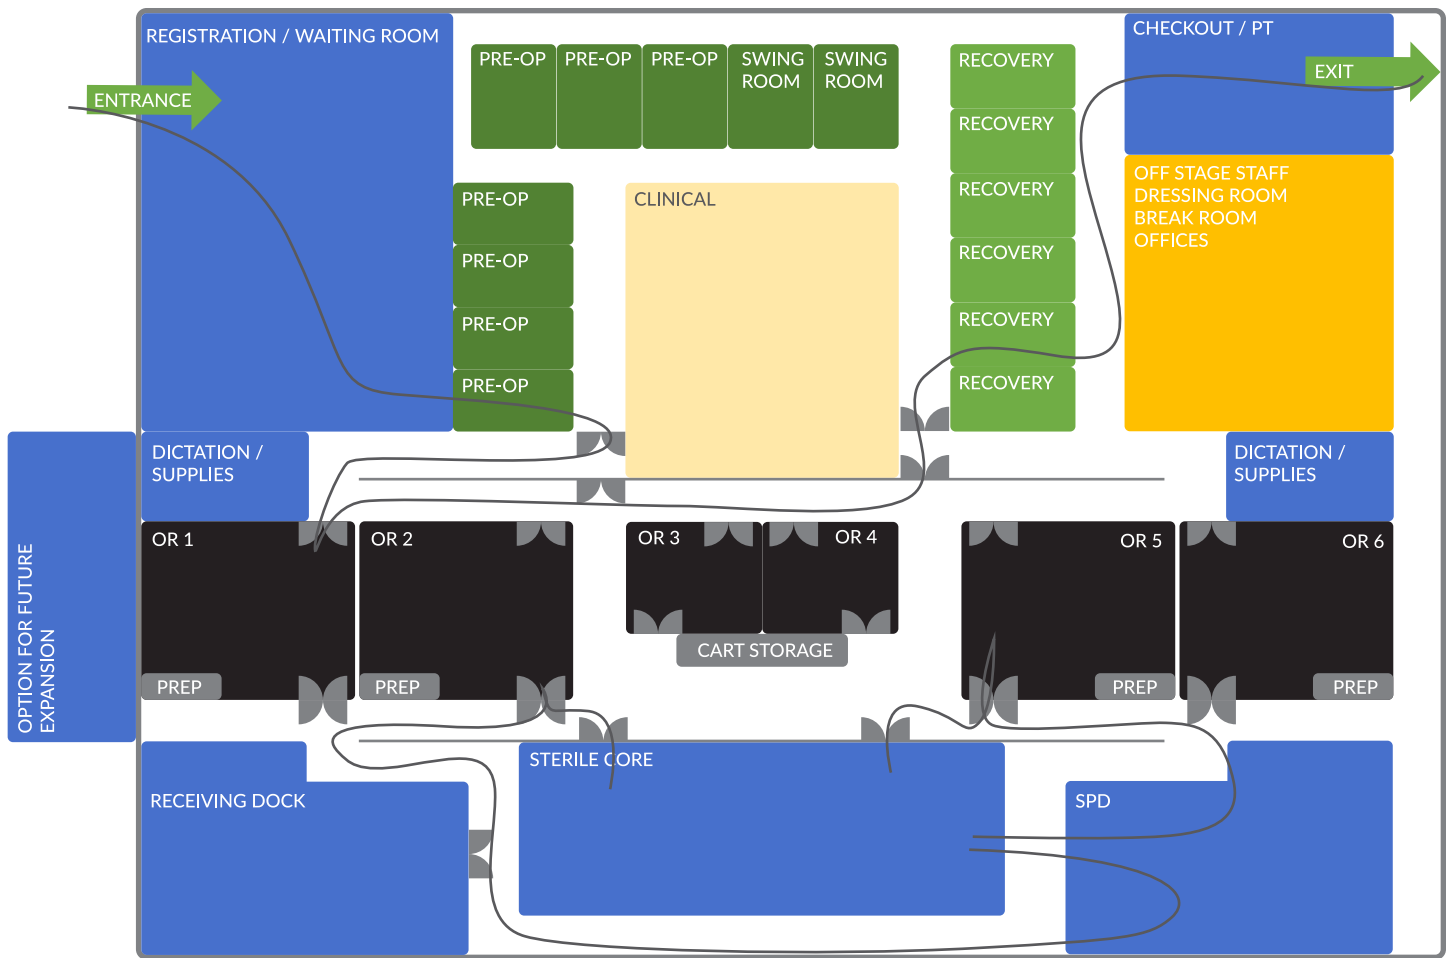 REGISTRATION / WAITING ROOM
ENTRANCE
PRE-OP
PRE-OP
PRE-OP
SWING
ROOM
SWING
ROOM
RECOVERY
RECOVERY
RECOVERY
RECOVERY
RECOVERY
RECOVERY
CHECKOUT / PT
EXIT
OFF STAGE STAFF
DRESSING ROOM
BREAK ROOM
OFFICES
PRE-OP
PRE-OP
PRE-OP
PRE-OP
CLINICAL
DICTATION /
SUPPLIES
DICTATION /
SUPPLIES
OPTION FOR FUTURE
EXPANSION
OR 1
PREP
OR 2
PREP
OR 3
OR 4
CART STORAGE
OR 5
PREP
OR 6
PREP
RECEIVING DOCK
STERILE CORE
SPD